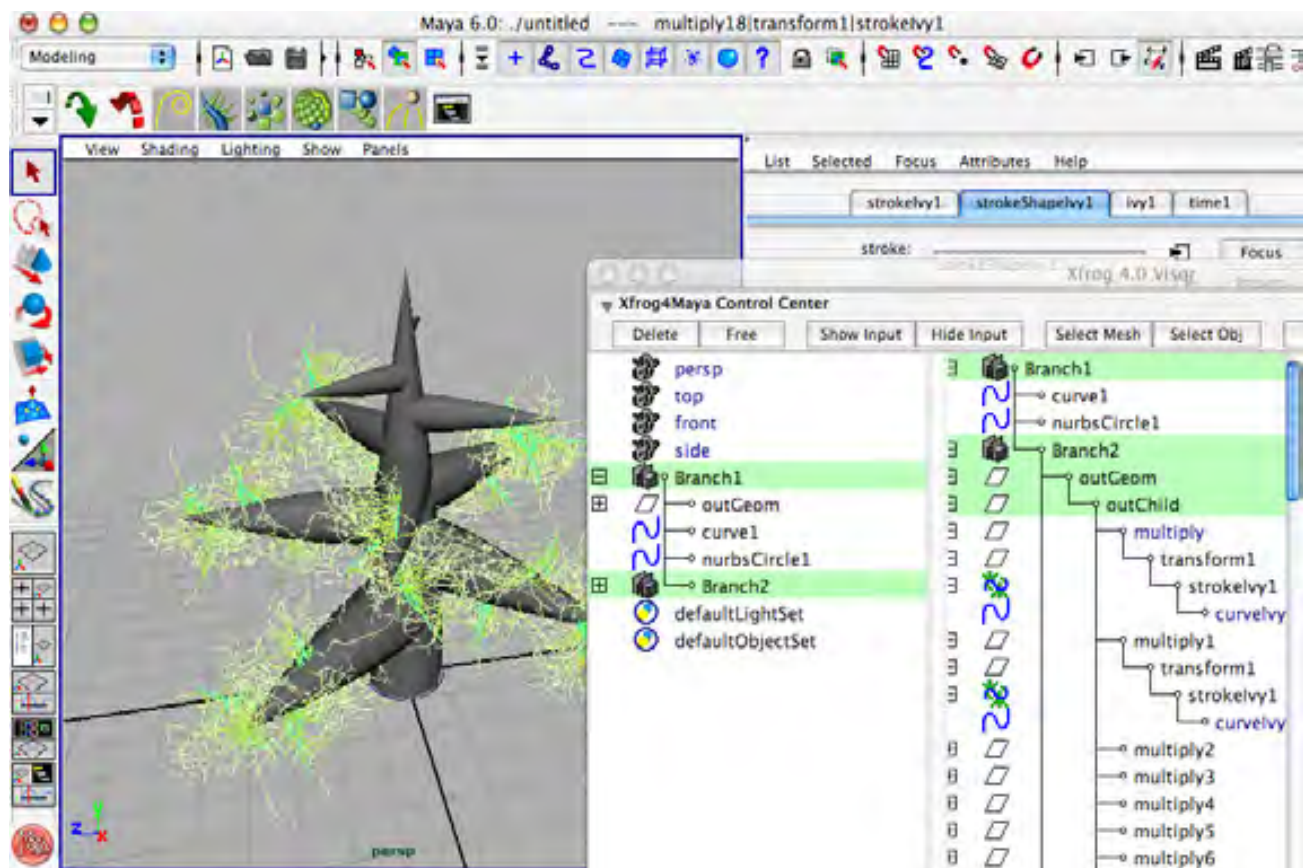 Maya 6.0: ./untitled --- multiply18|transform1|strokeIvy1
Modeling
View Shading Lighting Show Panels
List Selected Focus Attributes Help
strokeIvy1 strokeShapeIvy1 ivy1 time1
stroke: Focus
Xfrog 4.0
Xfrog4Maya Control Center
Delete Free Show Input Hide Input Select Mesh Select Obj
persp
top
front
side
Branch1
outGeom
curve1
nurbsCircle1
Branch2
defaultLightSet
defaultObjectSet
Branch1
curve1
nurbsCircle1
Branch2
outGeom
outChild
multiply
transform1
strokeIvy1
curveIvy
multiply1
transform1
strokeIvy1
curveIvy
multiply2
multiply3
multiply4
multiply5
multiply6
y
z x
persp